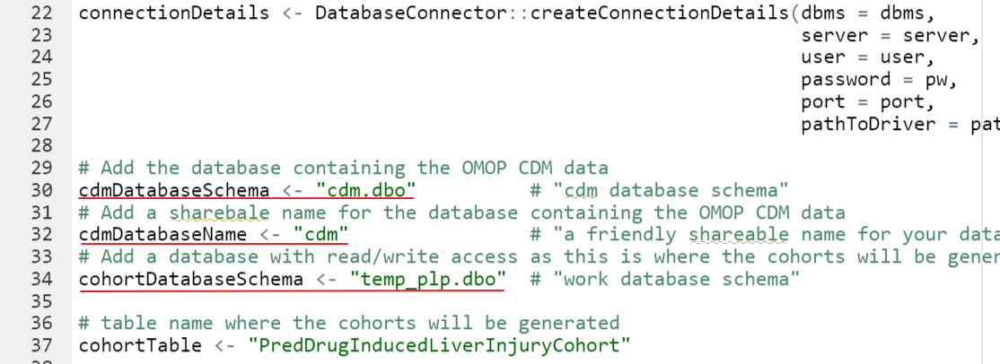 22 connectionDetails <- DatabaseConnector::createConnectionDetails(dbms = dbms,
23 server = server,
24 user = user,
25 password = pw,
26 port = port,
27 pathToDriver =
28
29 # Add the database containing the OMOP CDM data
30 cdmDatabaseSchema <- "cdm.dbo" # "cdm database schema"
31 # Add a sharebale name for the database containing the OMOP CDM data
32 cdmDatabaseName <- "cdm" # "a friendly shareable name for your data
33 # Add a database with read/write access as this is where the cohorts will be gener
34 cohortDatabaseSchema <- "temp_plp.dbo" # "work database schema"
35
36 # table name where the cohorts will be generated
37 cohortTable <- "PredDrugInducedLiverInjuryCohort"